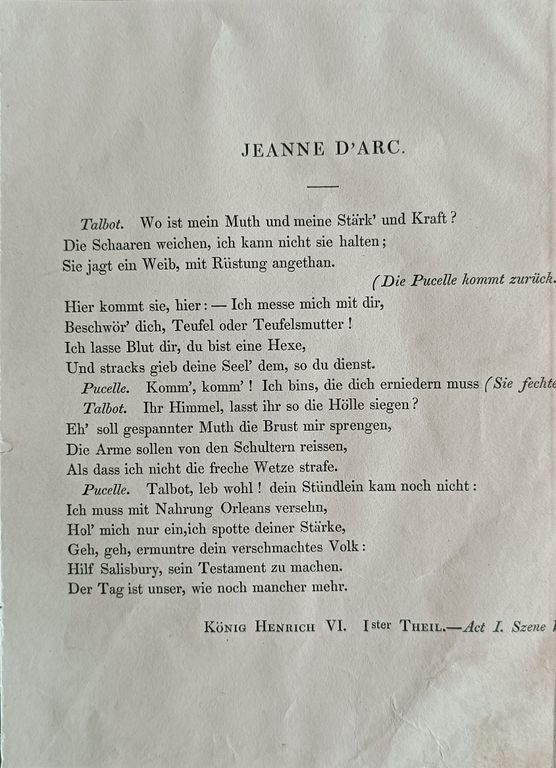 JEANNE D'ARC.
Talbot. Wo ist mein Muth und meine Stärk' und Kraft?
Die Schaaren weichen, ich kann nicht sie halten;
Sie jagt ein Weib, mit Rüstung angethan.
(Die Pucelle kommt zurück.
Hier kommt sie, hier: — Ich messe mich mit dir,
Beschwör' dich, Teufel oder Teufelsmutter!
Ich lasse Blut dir, du bist eine Hexe,
Und stracks gieb deine Seel' dem, so du dienst.
Pucelle. Komm', komm'! Ich bins, die dich erniedern muss (Sie fechte
Talbot. Ihr Himmel, lasst ihr so die Hölle siegen?
Eh' soll gespannter Muth die Brust mir sprengen,
Die Arme sollen von den Schultern reissen,
Als dass ich nicht die freche Wetze strafe.
Pucelle. Talbot, leb wohl! dein Stündlein kam noch nicht:
Ich muss mit Nahrung Orleans versehn,
Hol' mich nur ein,ich spotte deiner Stärke,
Geh, geh, ermuntre dein verschmachtes Volk:
Hilf Salisbury, sein Testament zu machen.
Der Tag ist unser, wie noch mancher mehr.
KÖNIG HENRICH VI. Ister THEIL.—Act I. Szene